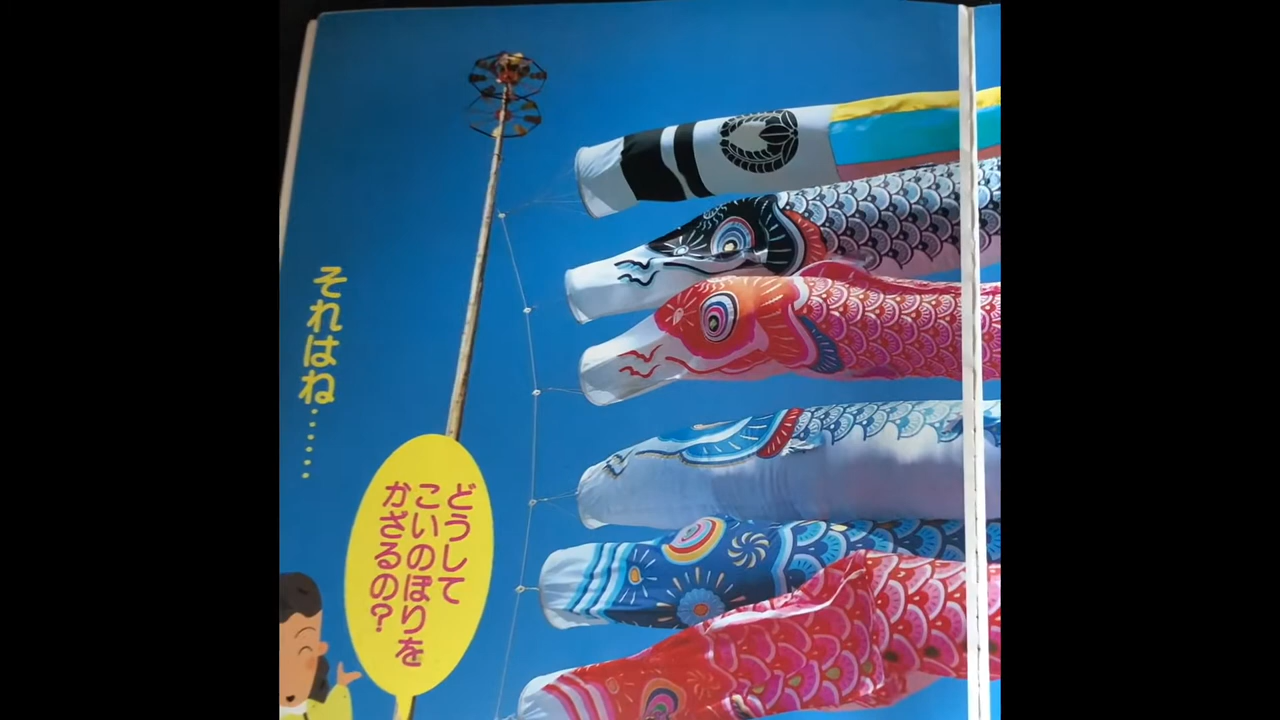 どうして
こいのぼりを
かざるの?
それはね……